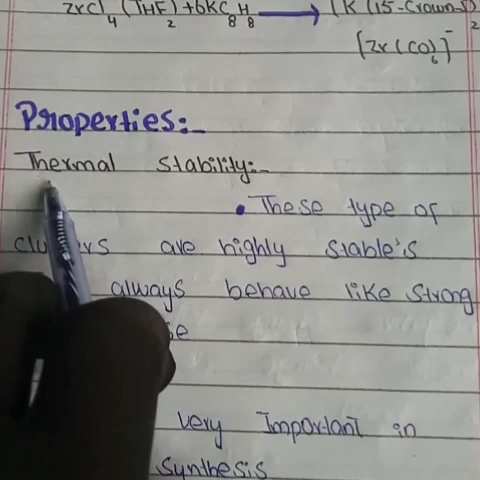 ZrCl4(THF)2+6KC8H8 ⟶ [K(15-Crown-5)2
[Zr(CO)6]⁻
Properties:-
Thermal Stability:-
• These type of
are highly stable's
always behave like strong
very Important in
synthesis